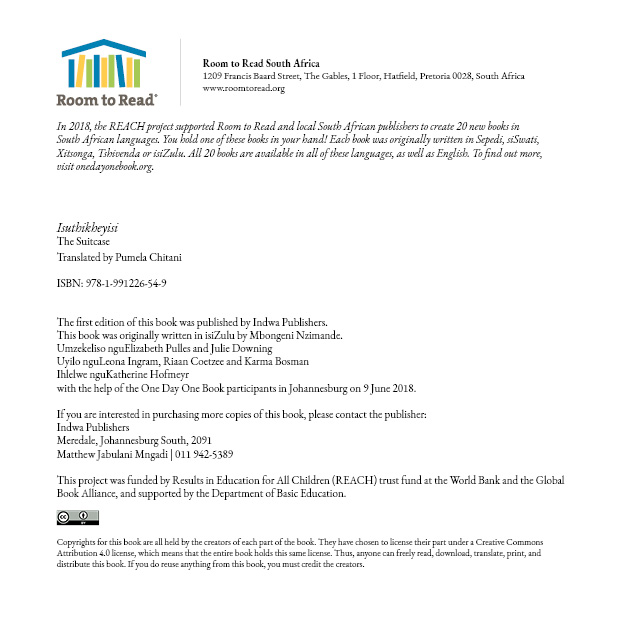 Room to Read®
Room to Read South Africa
1209 Francis Baard Street, The Gables, 1 Floor, Hatfield, Pretoria 0028, South Africa
www.roomtoread.org
In 2018, the REACH project supported Room to Read and local South African publishers to create 20 new books in
South African languages. You hold one of these books in your hand! Each book was originally written in Sepedi, siSwati,
Xitsonga, Tshivenda or isiZulu. All 20 books are available in all of these languages, as well as English. To find out more,
visit onedayonebook.org.
Isuthikheyisi
The Suitcase
Translated by Pumela Chitani
ISBN: 978-1-991226-54-9
The first edition of this book was published by Indwa Publishers.
This book was originally written in isiZulu by Mbongeni Nzimande.
Umzekeliso nguElizabeth Pulles and Julie Downing
Uyilo nguLeona Ingram, Riaan Coetzee and Karma Bosman
Ihlelwe nguKatherine Hofmeyr
with the help of the One Day One Book participants in Johannesburg on 9 June 2018.
If you are interested in purchasing more copies of this book, please contact the publisher:
Indwa Publishers
Meredale, Johannesburg South, 2091
Matthew Jabulani Mngadi | 011 942-5389
This project was funded by Results in Education for All Children (REACH) trust fund at the World Bank and the Global
Book Alliance, and supported by the Department of Basic Education.
cc BY
Copyrights for this book are all held by the creators of each part of the book. They have chosen to license their part under a Creative Commons
Attribution 4.0 license, which means that the entire book holds this same license. Thus, anyone can freely read, download, translate, print, and
distribute this book. If you do reuse anything from this book, you must credit the creators.